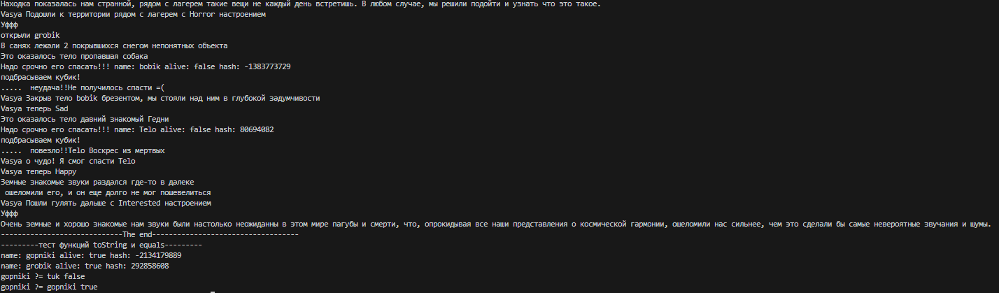 Находка показалась нам странной, рядом с лагерем такие вещи не каждый день встретишь. В любом случае, мы решили подойти и узнать что это такое.
Vasya Подошли к территории рядом с лагерем с Horror настроением
Уффф
открыли grobik
В санях лежали 2 покрывшихся снегом непонятных объекта
Это оказалось тело пропавшая собака
Надо срочно его спасать!!! name: bobik alive: false hash: -1383773729
подбрасываем кубик!
.....  неудача!!Не получилось спасти =(
Vasya Закрыв тело bobik брезентом, мы стояли над ним в глубокой задумчивости
Vasya теперь Sad
Это оказалось тело давний знакомый Гедни
Надо срочно его спасать!!! name: Telo alive: false hash: 80694082
подбрасываем кубик!
.....  повезло!!Telo Воскрес из мертвых
Vasya о чудо! Я смог спасти Telo
Vasya теперь Happy
Земные знакомые звуки раздался где-то в далеке
 ошеломили его, и он еще долго не мог пошевелиться
Vasya Пошли гулять дальше с Interested настроением
Уффф
Очень земные и хорошо знакомые нам звуки были настолько неожиданны в этом мире пагубы и смерти, что, опрокидывая все наши представления о космической гармонии, ошеломили нас сильнее, чем это сделали бы самые невероятные звучания и шумы.
-----------------------------The end-----------------------------------
---------тест функций toString и equals---------
name: gopniki alive: true hash: -2134179889
name: grobik alive: true hash: 292858608
gopniki ?= tuk false
gopniki ?= gopniki true